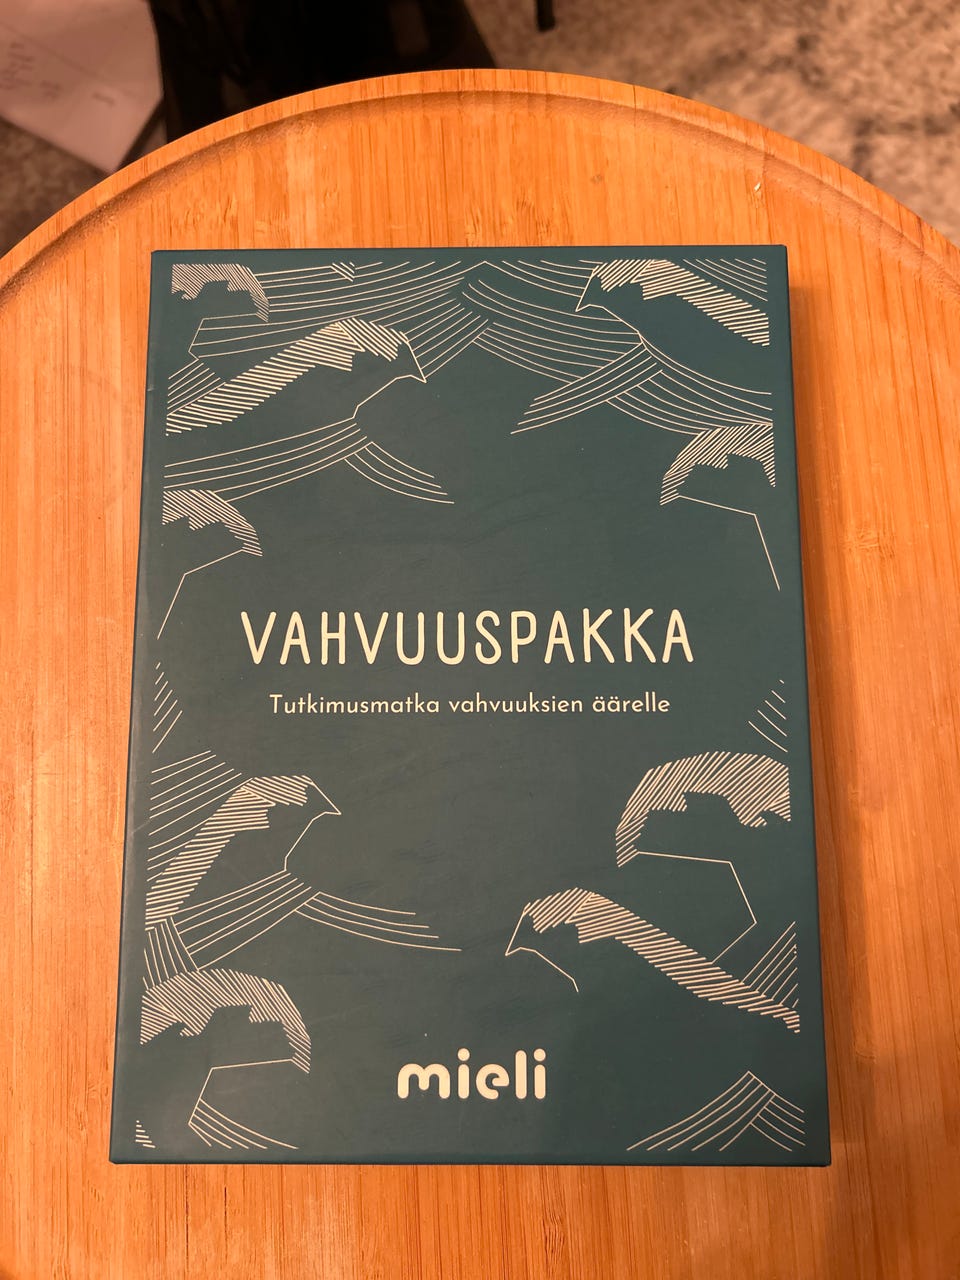 VAHVUUSPAKKA
Tutkimusmatka vahvuuksien äärelle
mieli